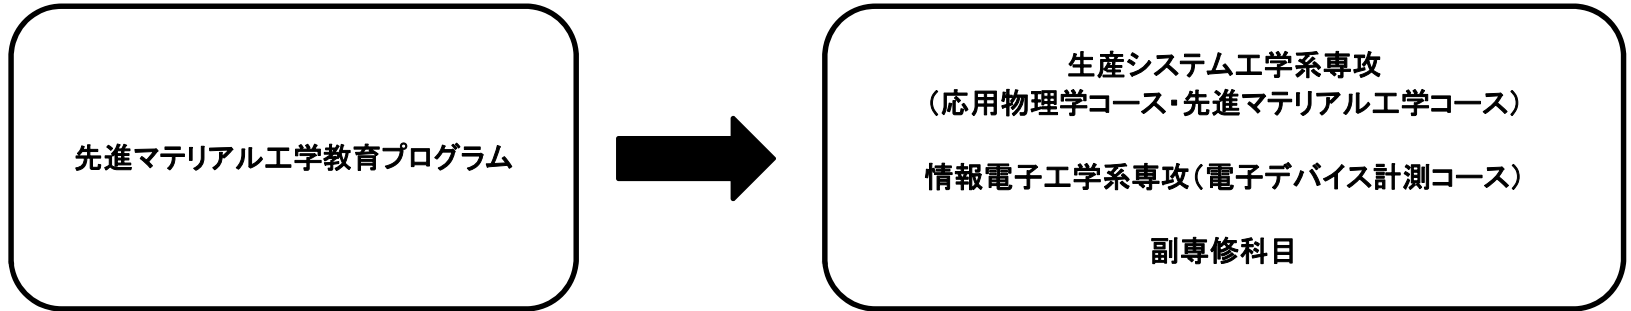 先進マテリアル工学教育プログラム
生産システム工学系専攻
（応用物理学コース・先進マテリアル工学コース）
情報電子工学系専攻（電子デバイス計測コース）
副専修科目